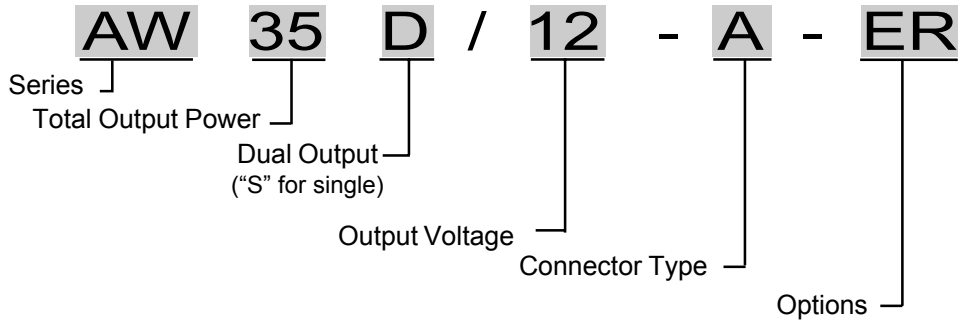 AW 35 D / 12 - A - ER
Series
Total Output Power
Dual Output
(“S” for single)
Output Voltage
Connector Type
Options